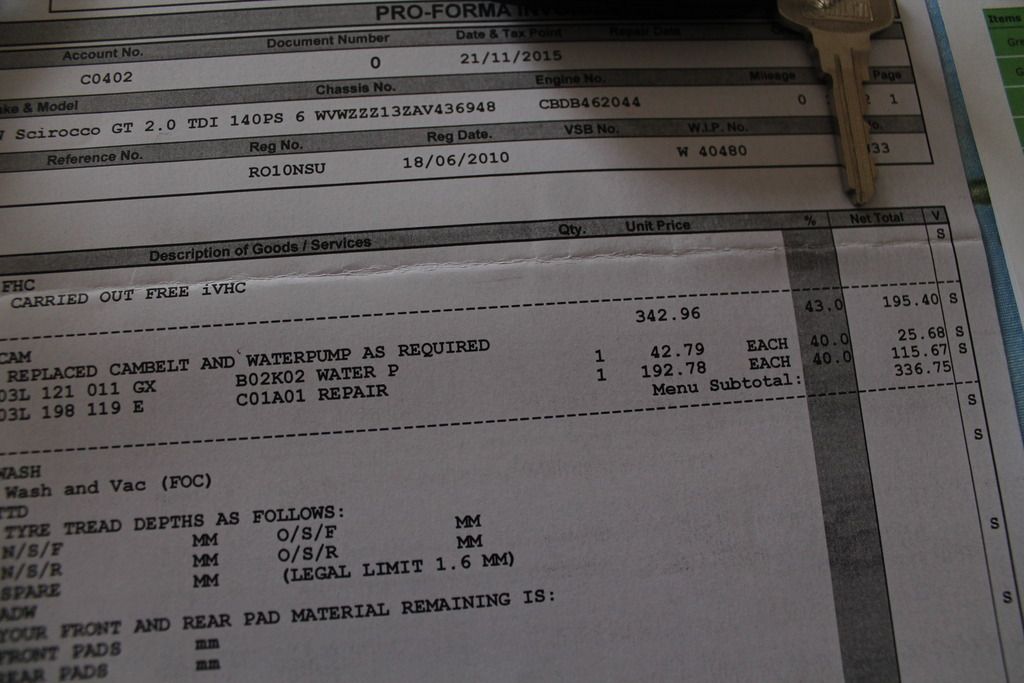 PRO-FORMA
Account No. Document Number Date & Tax Point Repair Date
C0402 0 21/11/2015
& Model Chassis No. Engine No. Mileage Page
Scirocco GT 2.0 TDI 140PS 6 WVWZZZ13ZAV436948 CBDB462044 0 1
Reference No. Reg No. Reg Date. VSB No. W.I.P. No.
RO10NSU 18/06/2010 W 40480 33
Description of Goods / Services Qty. Unit Price % Net Total V
FHC S
CARRIED OUT FREE iVHC
CAM 342.96 43.0 195.40 S
REPLACED CAMBELT AND WATERPUMP AS REQUIRED
03L 121 011 GX B02K02 WATER P 1 42.79 EACH 40.0 25.68 S
03L 198 119 E C01A01 REPAIR 1 192.78 EACH 40.0 115.67 S
Menu Subtotal: 336.75
S
WASH S
Wash and Vac (FOC)
TTD
TYRE TREAD DEPTHS AS FOLLOWS: S
N/S/F MM O/S/F MM
N/S/R MM O/S/R MM
SPARE MM (LEGAL LIMIT 1.6 MM)
ADW S
YOUR FRONT AND REAR PAD MATERIAL REMAINING IS:
FRONT PADS mm
REAR PADS mm
Items